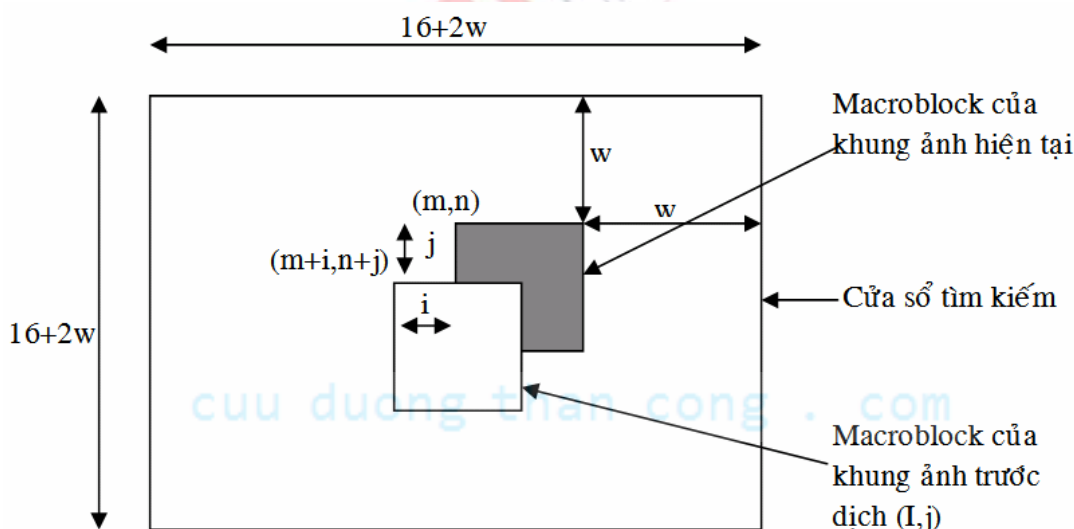 16+2w
Macroblock của
khung ảnh hiện tại
w
(m,n)
w
j
(m+i,n+j)
i
Cửa sổ tìm kiếm
16+2w
cuu duong than cong . com
Macroblock của
khung ảnh trước
dịch (I,j)